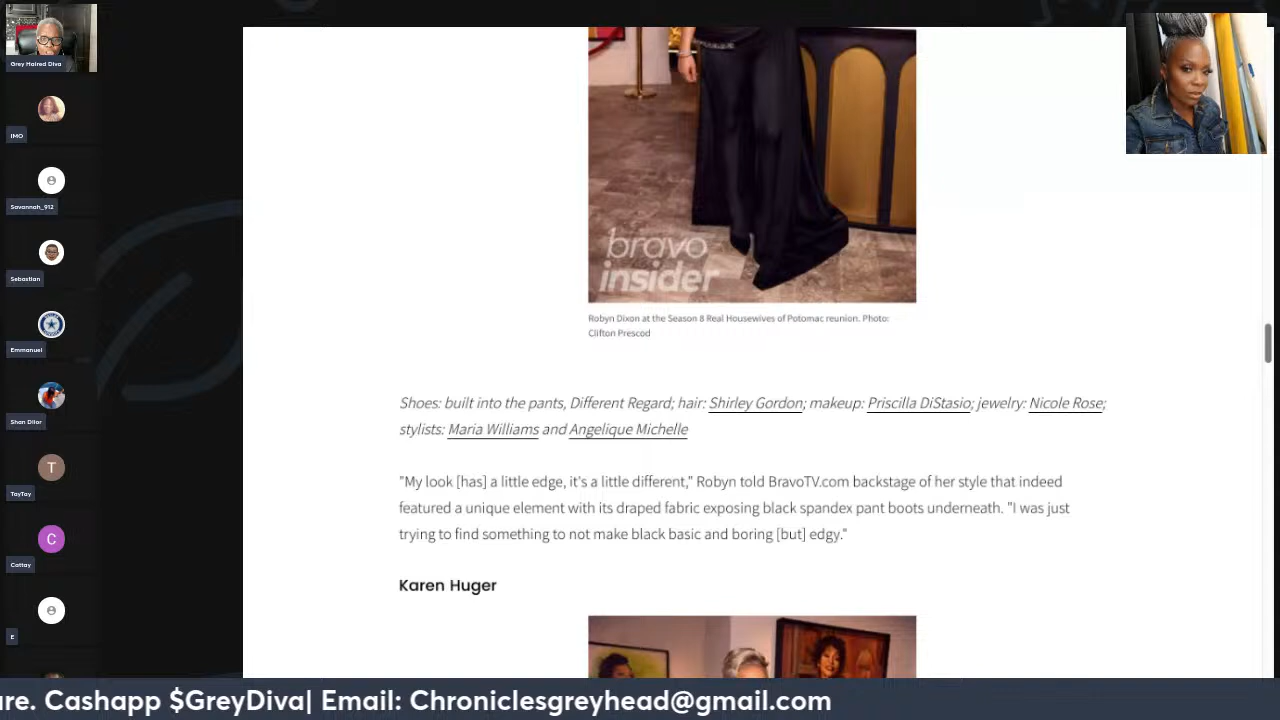 Grey Haired Diva
IMO
Savannah_912
Sebastian
Emmanuel
Shan Dior
T
TayTay
C
Cattay
E
bravo
insider
Robyn Dixon at the Season 8 Real Housewives of Potomac reunion. Photo:
Clifton Prescod
Shoes: built into the pants, Different Regard; hair: Shirley Gordon; makeup: Priscilla DiStasio; jewelry: Nicole Rose;
stylists: Maria Williams and Angelique Michelle
"My look [has] a little edge, it's a little different," Robyn told BravoTV.com backstage of her style that indeed
featured a unique element with its draped fabric exposing black spandex pant boots underneath. "I was just
trying to find something to not make black basic and boring [but] edgy."
Karen Huger
are. Cashapp $GreyDiva| Email: Chroniclesgreyhead@gmail.com